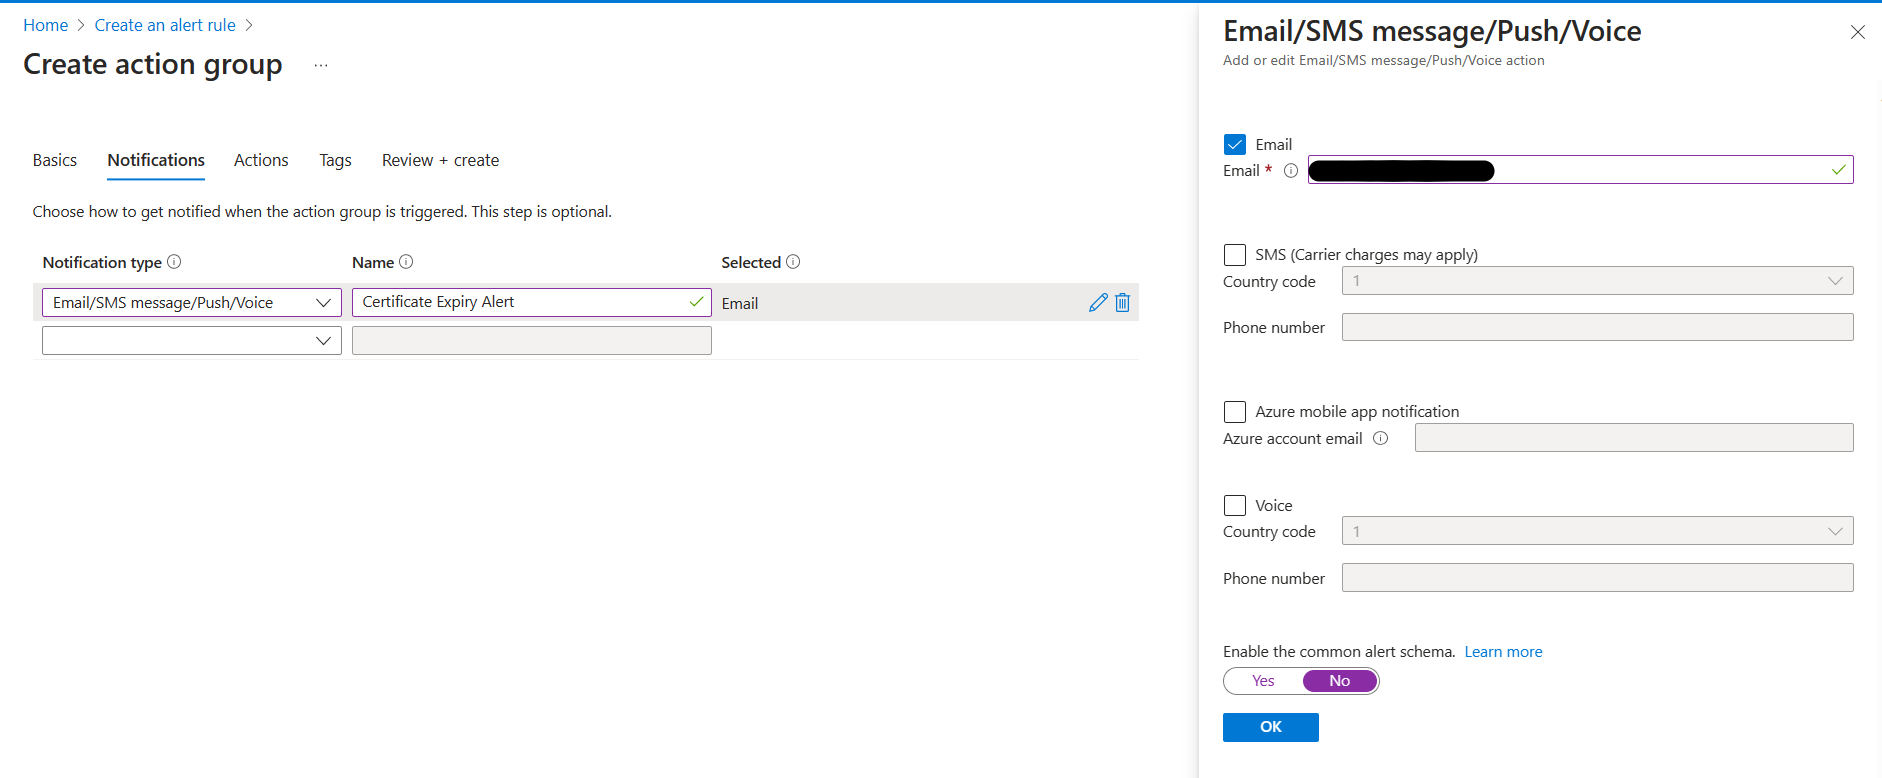 Home > Create an alert rule >
Create action group ...
Basics Notifications Actions Tags Review + create
Choose how to get notified when the action group is triggered. This step is optional.
Notification type Name Selected
Email/SMS message/Push/Voice Certificate Expiry Alert Email
Email/SMS message/Push/Voice
Add or edit Email/SMS message/Push/Voice action
Email
Email *
SMS (Carrier charges may apply)
Country code 1
Phone number
Azure mobile app notification
Azure account email
Voice
Country code 1
Phone number
Enable the common alert schema. Learn more
Yes No
OK